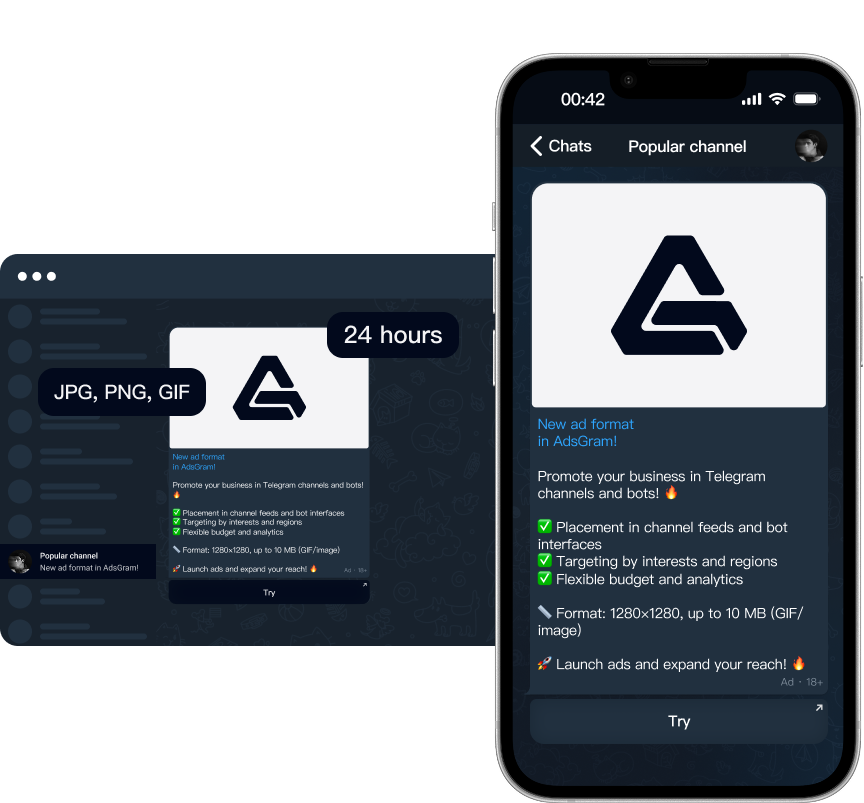 24 hours
JPG, PNG, GIF
New ad format
in AdsGram!
Promote your business in Telegram channels and bots!
🔥
✅ Placement in channel feeds and bot interfaces
✅ Targeting by interests and regions
✅ Flexible budget and analytics
📏 Format: 1280×1280, up to 10 MB (GIF/image)
🚀 Launch ads and expand your reach! 🔥
Ad · 18+
Try
Popular channel
New ad format in AdsGram!
00:42
Chats
Popular channel
New ad format
in AdsGram!
Promote your business in Telegram
channels and bots! 🔥
✅ Placement in channel feeds and bot
interfaces
✅ Targeting by interests and regions
✅ Flexible budget and analytics
📏 Format: 1280×1280, up to 10 MB (GIF/
image)
🚀 Launch ads and expand your reach! 🔥
Ad · 18+
Try